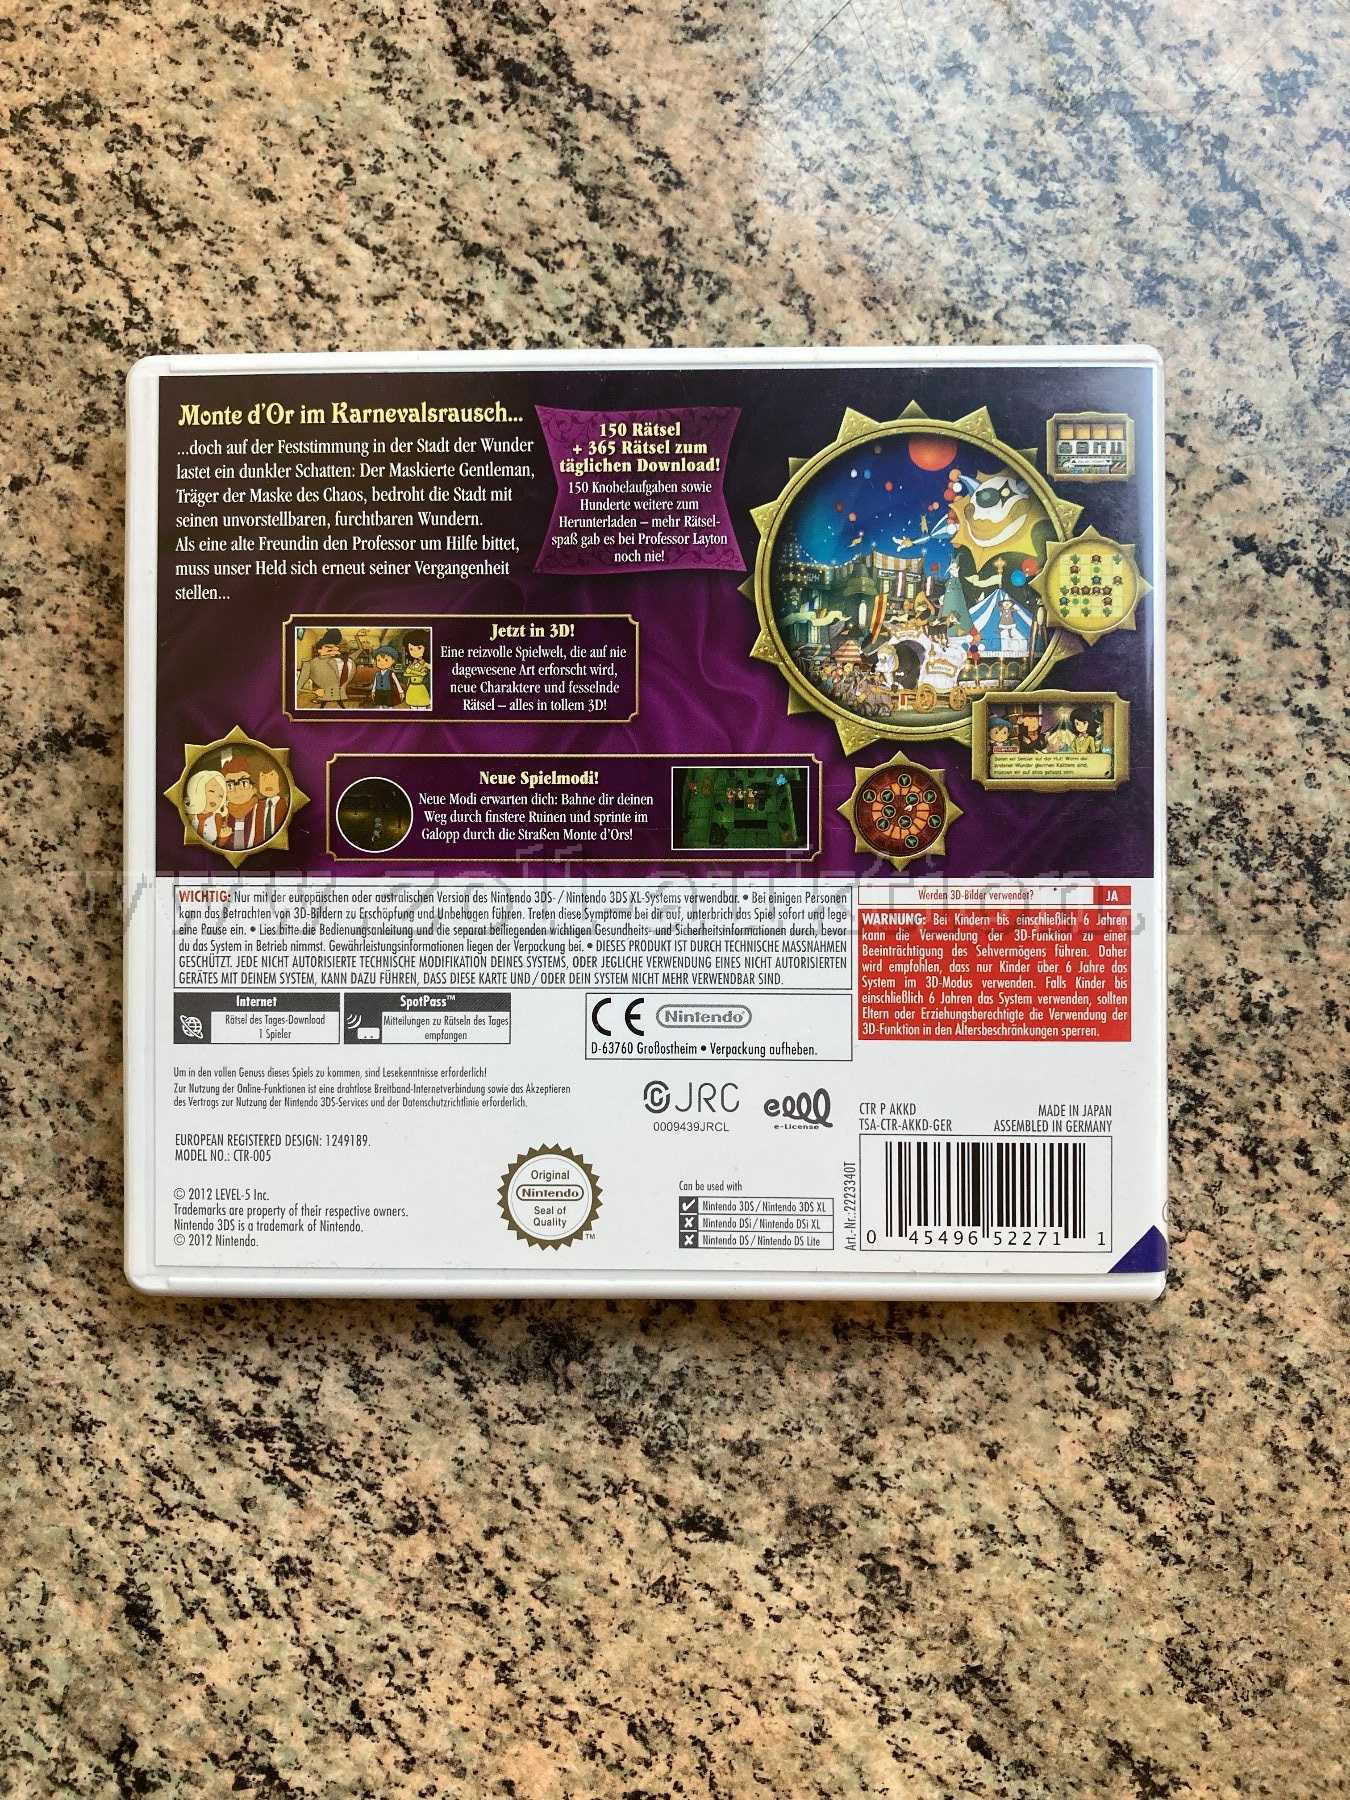 Monte d'Or im Karnevalsrausch...
...doch auf der Feststimmung in der Stadt der Wunder
lastet ein dunkler Schatten: Der Maskierte Gentleman,
Träger der Maske des Chaos, bedroht die Stadt mit
seinen unvorstellbaren, furchtbaren Wundern.
Als eine alte Freundin den Professor um Hilfe bittet,
muss unser Held sich erneut seiner Vergangenheit
stellen...
150 Rätsel
+ 365 Rätsel zum
täglichen Download!
150 Knobelaufgaben sowie
Hunderte weitere zum
Herunterladen – mehr Rätsel-
spaß gab es bei Professor Layton
noch nie!
Jetzt in 3D!
Eine reizvolle Spielwelt, die auf nie
dagewesene Art erforscht wird,
neue Charaktere und fesselnde
Rätsel – alles in tollem 3D!
Neue Spielmodi!
Neue Modi erwarten dich: Bahne dir deinen
Weg durch finstere Ruinen und sprinte im
Galopp durch die Straßen Monte d'Ors!
WICHTIG: Nur mit der europäischen oder australischen Version des Nintendo 3DS- / Nintendo 3DS XL-Systems verwendbar. • Bei einigen Personen
kann das Betrachten von 3D-Bildern zu Erschöpfung und Unbehagen führen. Treten diese Symptome bei dir auf, unterbrich das Spiel sofort und lege
eine Pause ein. • Lies bitte die Bedienungsanleitung und die separat beiliegenden wichtigen Gesundheits- und Sicherheitsinformationen durch, bevor
du das System in Betrieb nimmst. Gewährleistungsinformationen liegen der Verpackung bei. • DIESES PRODUKT IST DURCH TECHNISCHE MASSNAHMEN
GESCHÜTZT. JEDE NICHT AUTORISIERTE TECHNISCHE MODIFIKATION DEINES SYSTEMS, ODER JEGLICHE VERWENDUNG EINES NICHT AUTORISIERTEN
GERÄTES MIT DEINEM SYSTEM, KANN DAZU FÜHREN, DASS DIESE KARTE UND / ODER DEIN SYSTEM NICHT MEHR VERWENDBAR SIND.
Werden 3D-Bilder verwendet? JA
WARNUNG: Bei Kindern bis einschließlich 6 Jahren
kann die Verwendung der 3D-Funktion zu einer
Beeinträchtigung des Sehvermögens führen. Daher
wird empfohlen, dass nur Kinder über 6 Jahre das
System im 3D-Modus verwenden. Falls Kinder bis
einschließlich 6 Jahren das System verwenden, sollten
Eltern oder Erziehungsberechtigte die Verwendung der
3D-Funktion in den Altersbeschränkungen sperren.
Internet
Rätsel des Tages-Download
1 Spieler
SpotPass™
Mitteilungen zu Rätseln des Tages
empfangen
CE Nintendo
D-63760 Großostheim • Verpackung aufheben.
Um in den vollen Genuss dieses Spiels zu kommen, sind Lesekenntnisse erforderlich!
Zur Nutzung der Online-Funktionen ist eine drahtlose Breitband-Internetverbindung sowie das Akzeptieren
des Vertrags zur Nutzung der Nintendo 3DS-Services und der Datenschutzrichtlinie erforderlich.
JRC
0009439JRCL
e-License
CTR P AKKD
TSA-CTR-AKKD-GER
MADE IN JAPAN
ASSEMBLED IN GERMANY
EUROPEAN REGISTERED DESIGN: 1249189.
MODEL NO.: CTR-005
© 2012 LEVEL-5 Inc.
Trademarks are property of their respective owners.
Nintendo 3DS is a trademark of Nintendo.
© 2012 Nintendo.
Original
Nintendo
Seal of
Quality
TM
Can be used with
Nintendo 3DS / Nintendo 3DS XL
Nintendo DSi / Nintendo DSi XL
Nintendo DS / Nintendo DS Lite
Art.-Nr.: 2223340T
0 45496 52271 1